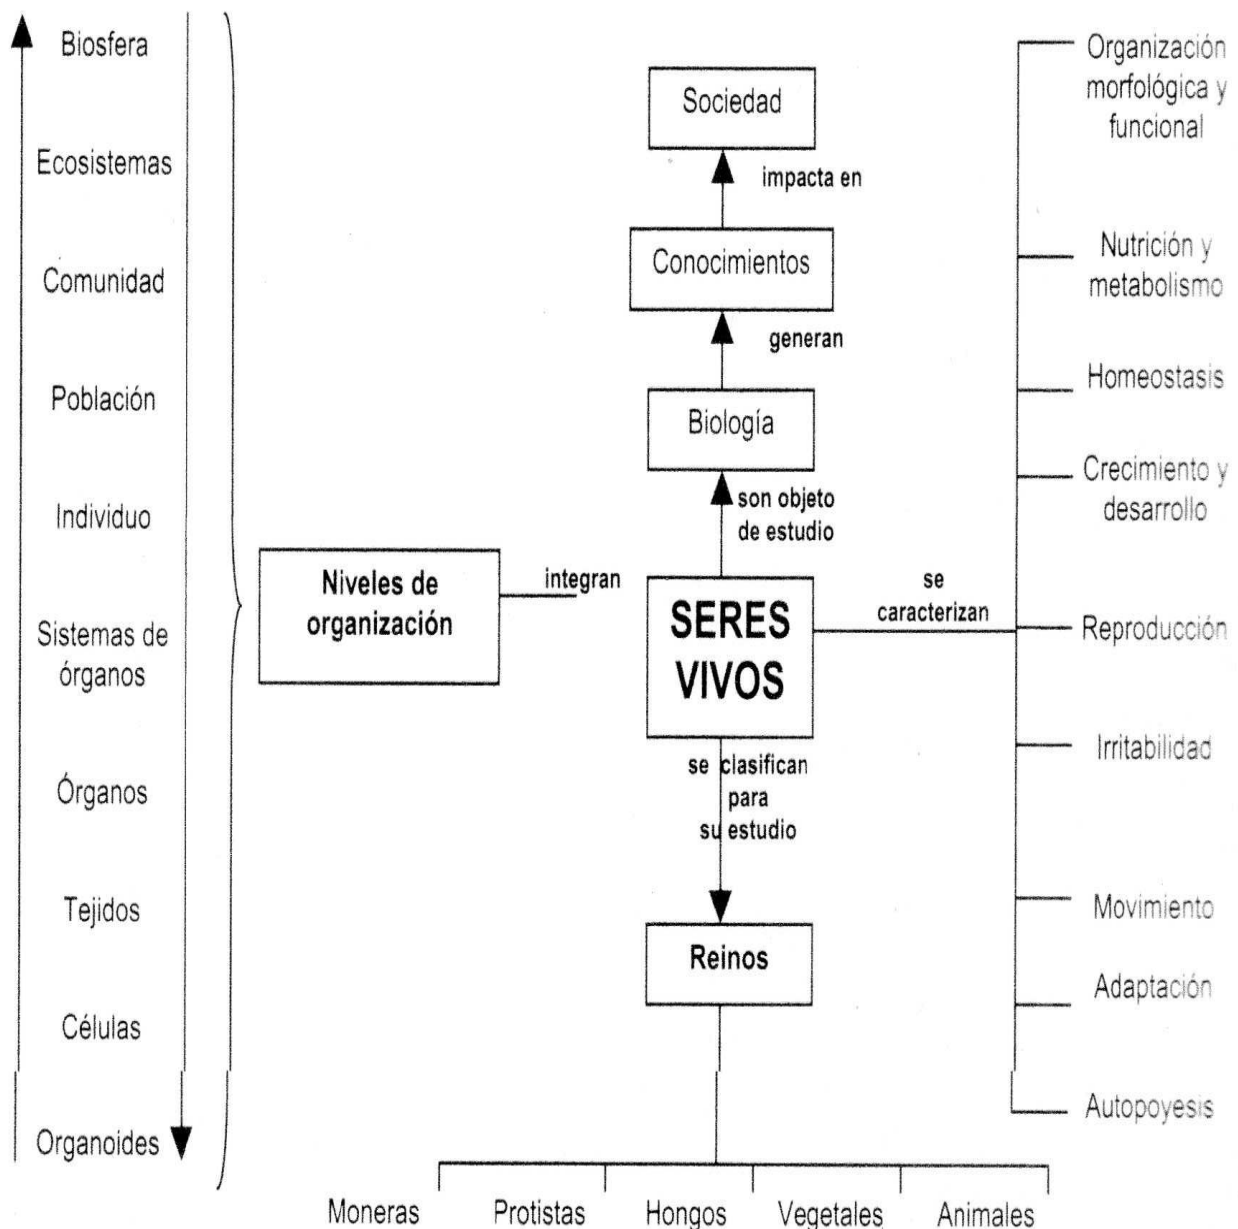 Biosfera
Ecosistemas
Comunidad
Población
Individuo
Sistemas de
órganos
Órganos
Tejidos
Células
Organoides
Niveles de
organización
integran
Sociedad
impacta en
Conocimientos
generan
Biología
son objeto
de estudio
SERES
VIVOS
se
caracterizan
se clasifican
para
su estudio
Reinos
Moneras
Protistas
Hongos
Vegetales
Animales
Organización
morfológica y
funcional
Nutrición y
metabolismo
Homeostasis
Crecimiento y
desarrollo
Reproducción
Irritabilidad
Movimiento
Adaptación
Autopoyesis